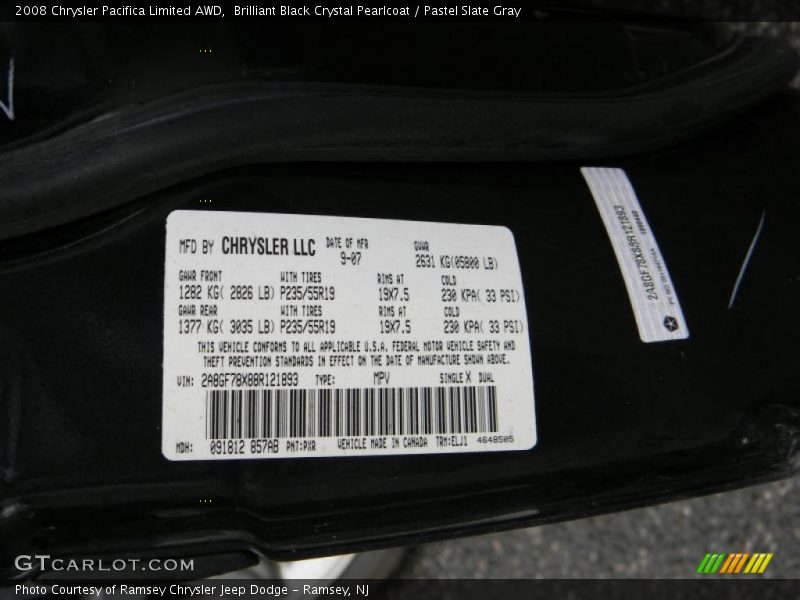 2008 Chrysler Pacifica Limited AWD,  Brilliant Black Crystal Pearlcoat / Pastel Slate Gray
MFD BY CHRYSLER LLC DATE OF MFR GVWR
9-07 2631 KG(05800 LB)
GAWR FRONT WITH TIRES RIMS AT COLD
1282 KG( 2826 LB) P235/55R19 19X7.5 230 KPA( 33 PSI)
GAWR REAR WITH TIRES RIMS AT COLD
1377 KG( 3035 LB) P235/55R19 19X7.5 230 KPA( 33 PSI)
THIS VEHICLE CONFORMS TO ALL APPLICABLE U.S.A. FEDERAL MOTOR VEHICLE SAFETY AND
THEFT PREVENTION STANDARDS IN EFFECT ON THE DATE OF MANUFACTURE SHOWN ABOVE.
VIN: 2A8GF78X88R121893 TYPE: MPV SINGLE X DUAL
MDH: 091812 857AB PNT:PXR VEHICLE MADE IN CANADA TRM:ELJ1 4648505
2A8GF78X88R121893
GTCARLOT.COM
Photo Courtesy of Ramsey Chrysler Jeep Dodge - Ramsey, NJ